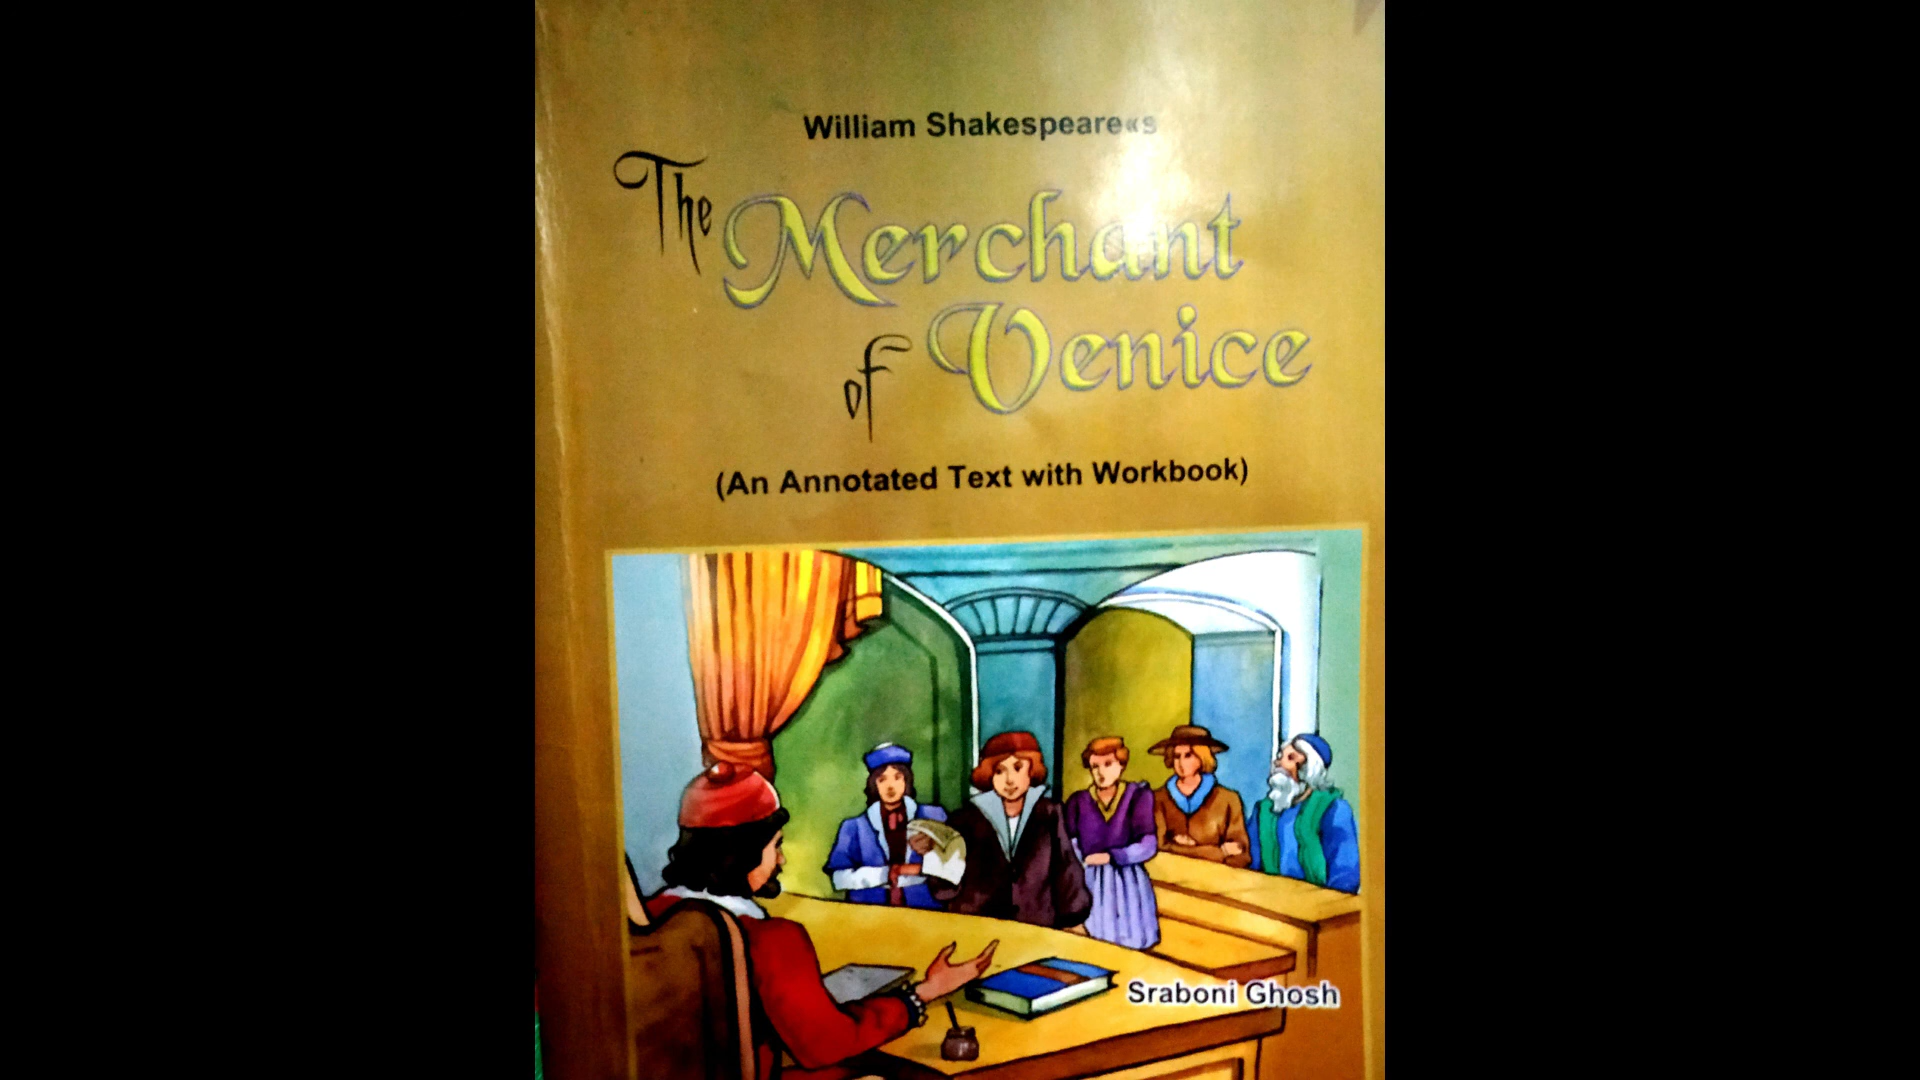 William Shakespeare«s
The Merchant
of Venice
(An Annotated Text with Workbook)
Sraboni Ghosh